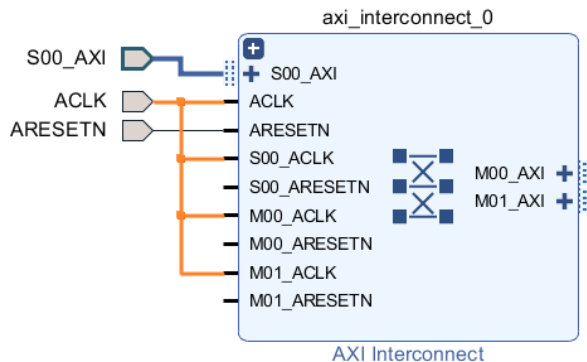 axi_interconnect_0
S00_AXI
ACLK
ARESETN
S00_AXI
ACLK
ARESETN
S00_ACLK
S00_ARESETN
M00_ACLK
M00_ARESETN
M01_ACLK
M01_ARESETN
M00_AXI
M01_AXI
AXI Interconnect